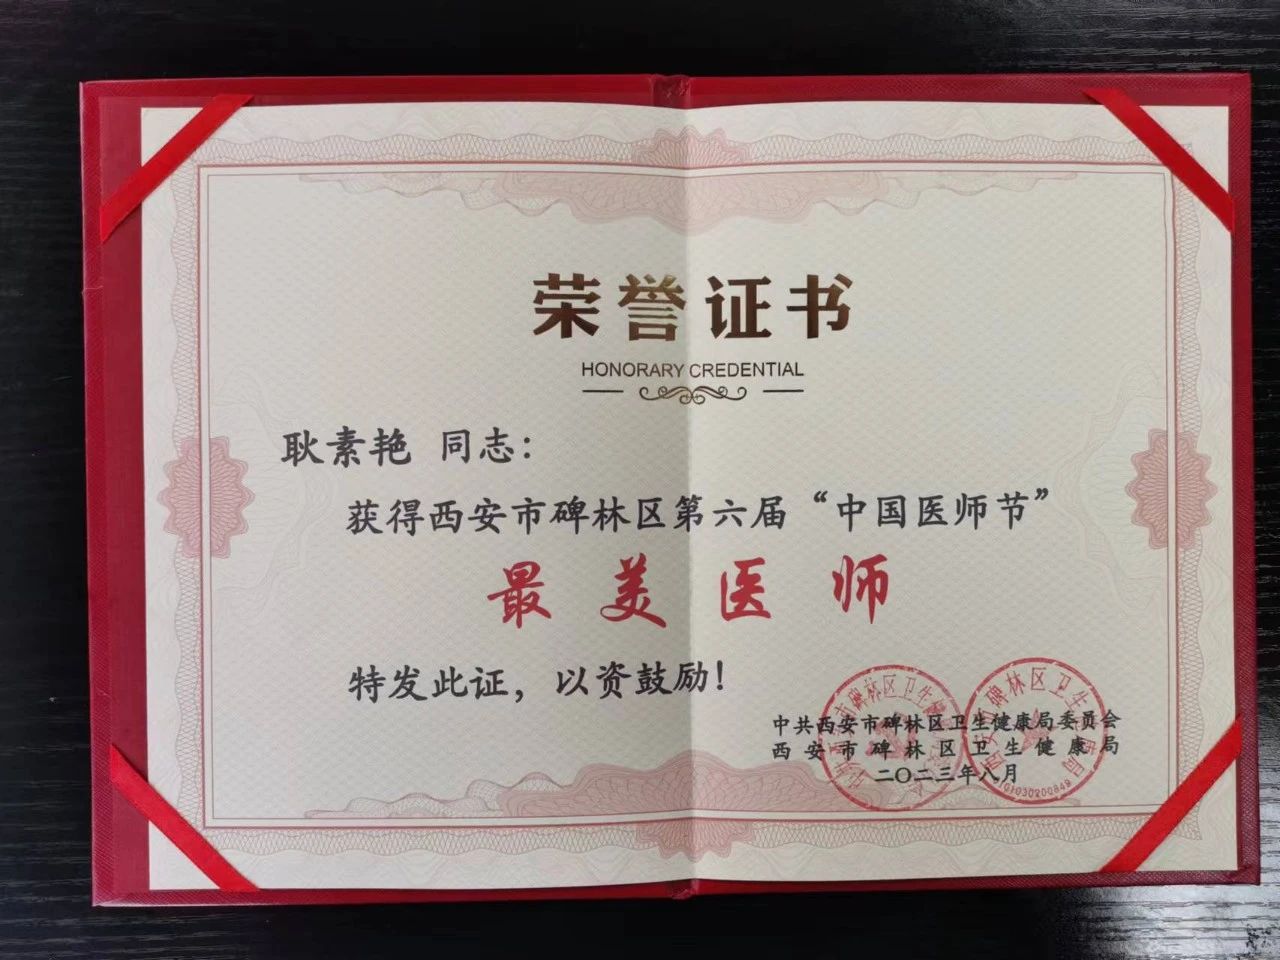 荣誉证书
HONORARY CREDENTIAL
耿素艳 同志：
获得西安市碑林区第六届“中国医师节”
最美医师
特发此证，以资鼓励！
中共西安市碑林区卫生健康局委员会
西安市碑林区卫生健康局
二〇二三年八月